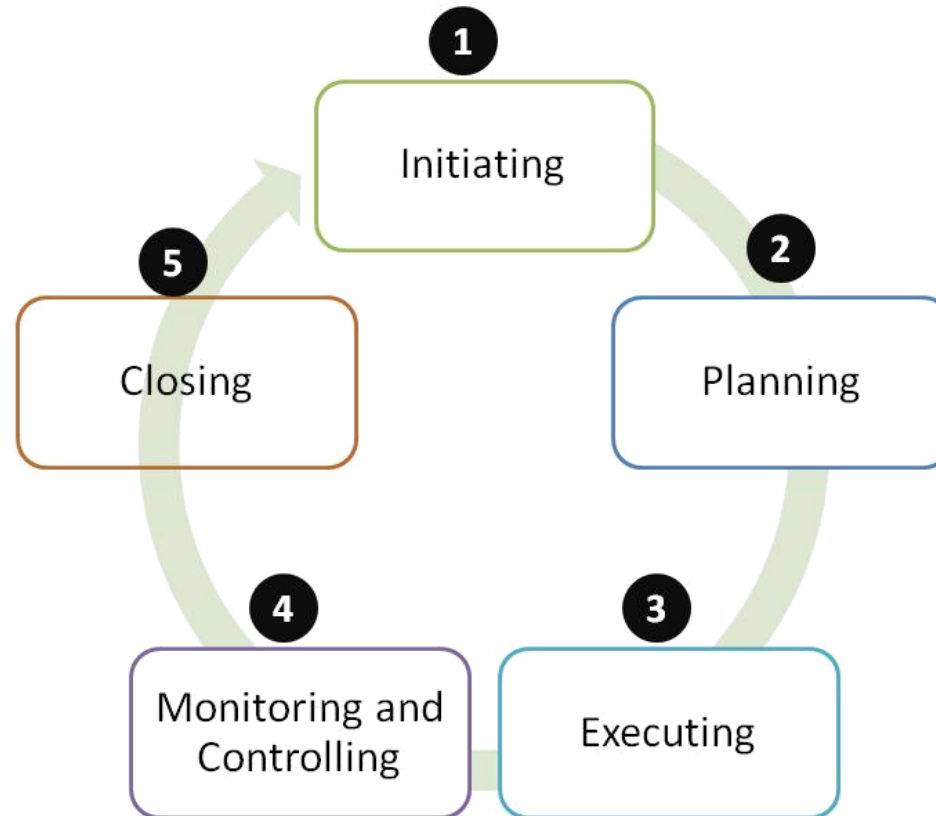 1
Initiating
2
Planning
3
Executing
4
Monitoring and
Controlling
5
Closing